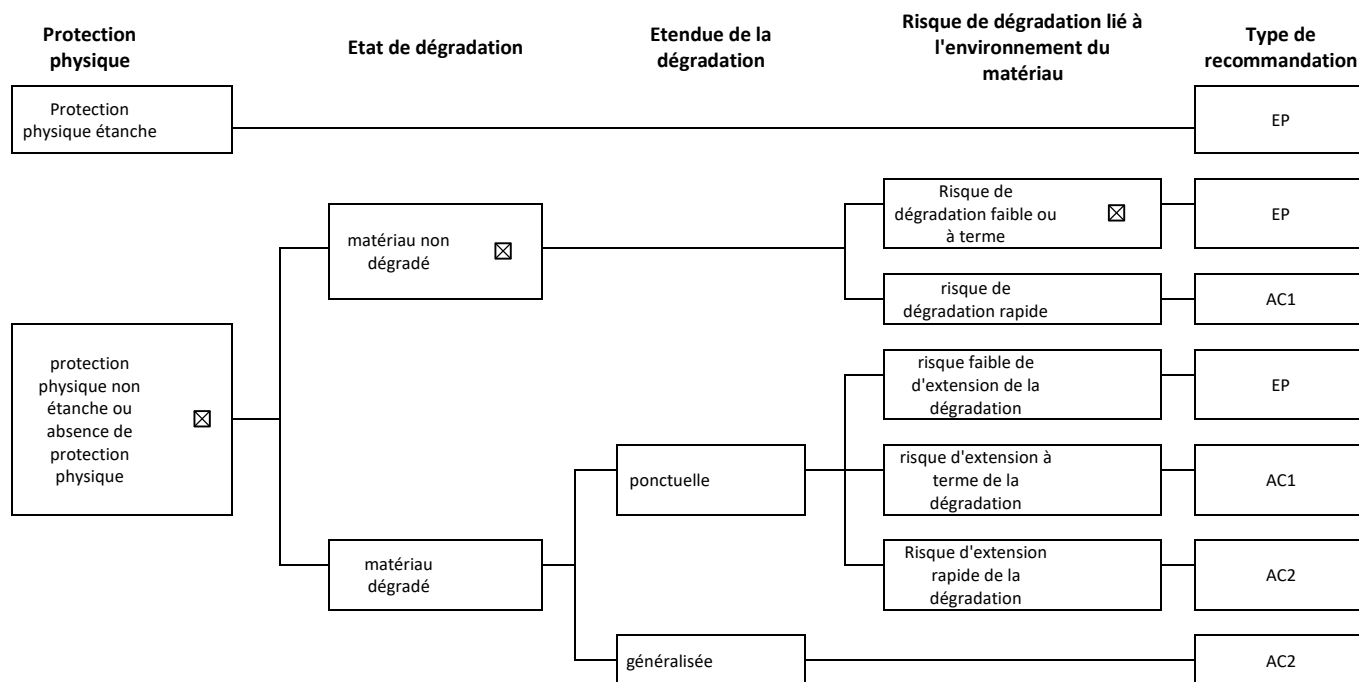 Protection
physique
Etat de dégradation
Etendue de la
dégradation
Risque de dégradation lié à
l'environnement du
matériau
Type de
recommandation
Protection
physique étanche
EP
Risque de
dégradation faible ou
à terme
☒
EP
matériau non
dégradé
☒
risque de
dégradation rapide
AC1
protection
physique non
étanche ou
absence de
protection
physique
☒
risque faible de
d'extension de la
dégradation
EP
ponctuelle
risque d'extension à
terme de la
dégradation
AC1
matériau
dégradé
Risque d'extension
rapide de la
dégradation
AC2
généralisée
AC2